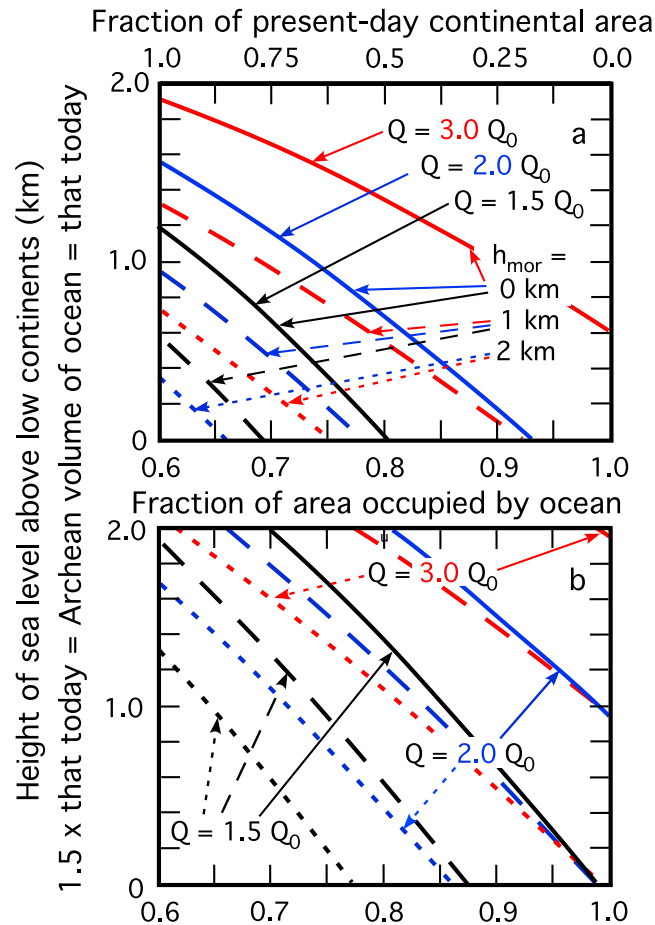 Fraction of present-day continental area
1.0 0.75 0.5 0.25 0.0
2.0
Q = 3.0 Q0
a
Q = 2.0 Q0
Q = 1.5 Q0
1.0
hmor =
0 km
1 km
2 km
0
0.6 0.7 0.8 0.9 1.0
Fraction of area occupied by ocean
2.0
u
Q = 3.0 Q0
b
1.0
Q = 2.0 Q0
Q = 1.5 Q0
0
0.6 0.7 0.8 0.9 1.0
Height of sea level above low continents (km)
1.5 x that today = Archean volume of ocean = that today